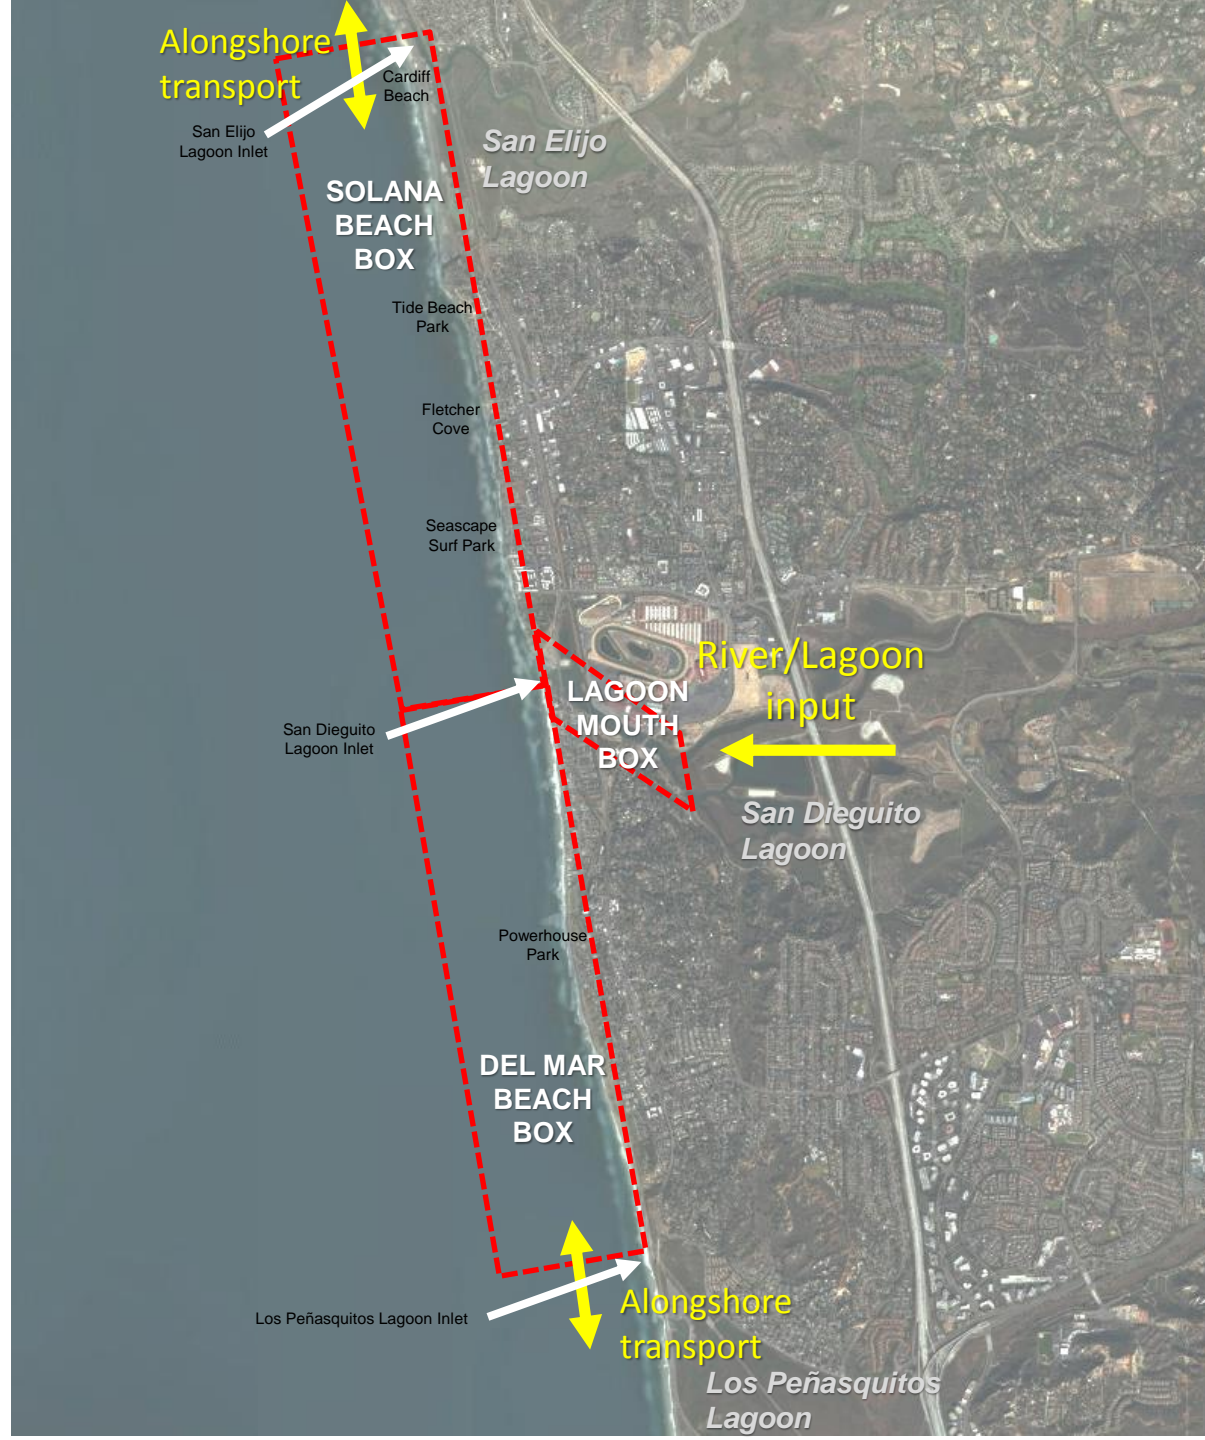 Alongshore
transport
Cardiff
Beach
San Elijo
Lagoon Inlet
San Elijo
Lagoon
SOLANA
BEACH
BOX
Tide Beach
Park
Fletcher
Cove
Seascape
Surf Park
River/Lagoon
input
LAGOON
MOUTH
BOX
San Dieguito
Lagoon Inlet
San Dieguito
Lagoon
Powerhouse
Park
DEL MAR
BEACH
BOX
Los Peñasquitos Lagoon Inlet
Alongshore
transport
Los Peñasquitos
Lagoon